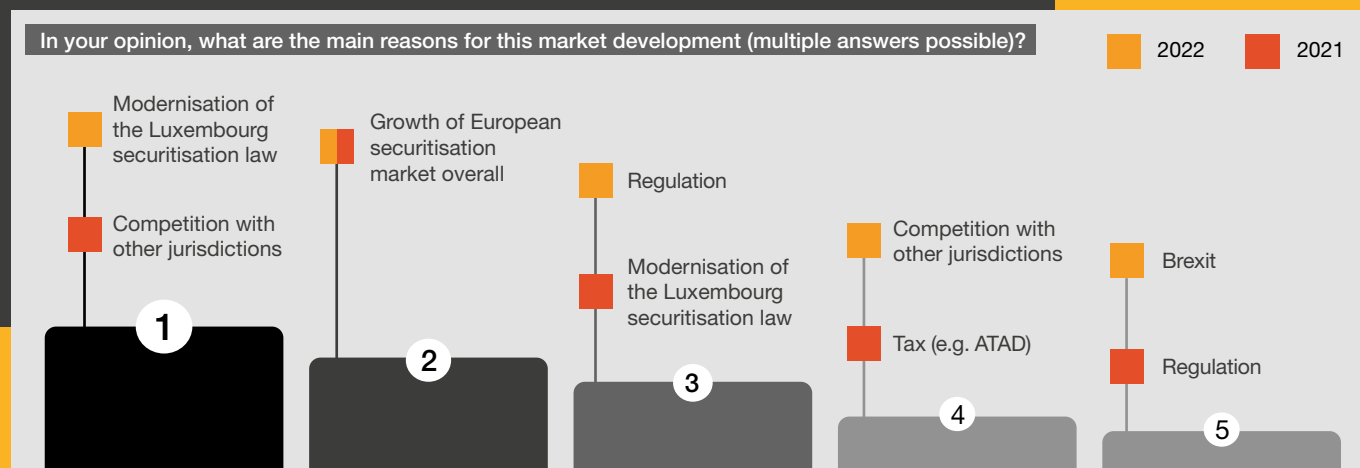 In your opinion, what are the main reasons for this market development (multiple answers possible)?
2022
2021
Modernisation of
the Luxembourg
securitisation law
Competition with
other jurisdictions
1
Growth of European
securitisation
market overall
2
Regulation
Modernisation of
the Luxembourg
securitisation law
3
Competition with
other jurisdictions
Tax (e.g. ATAD)
4
Brexit
Regulation
5